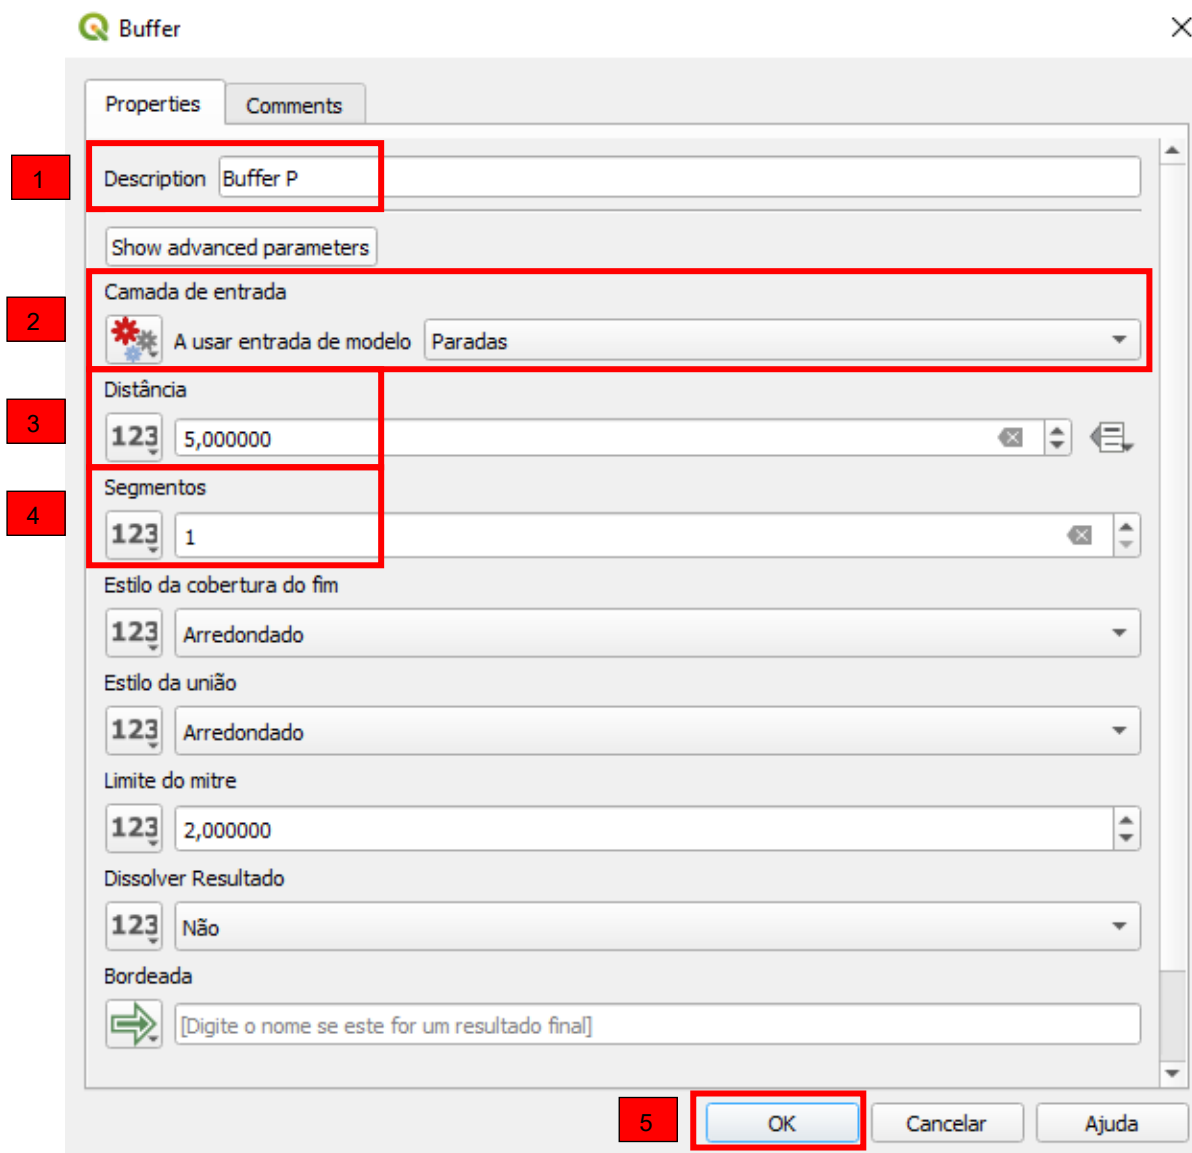 Buffer
Properties Comments
1 Description Buffer P
Show advanced parameters
Camada de entrada
2 A usar entrada de modelo Paradas
Distância
3 123 5,000000
Segmentos
4 123 1
Estilo da cobertura do fim
123 Arredondado
Estilo da união
123 Arredondado
Limite do mitre
123 2,000000
Dissolver Resultado
123 Não
Bordeada
[Digite o nome se este for um resultado final]
5 OK Cancelar Ajuda